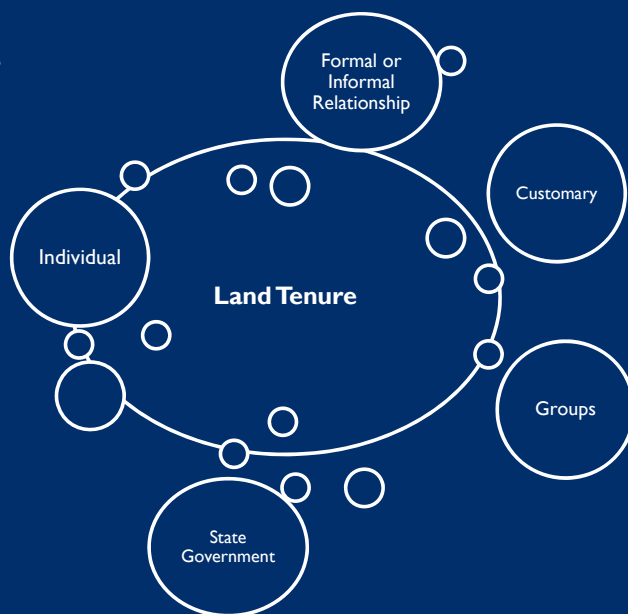 Formal or
Informal
Relationship
Customary
Individual
Land Tenure
Groups
State
Government